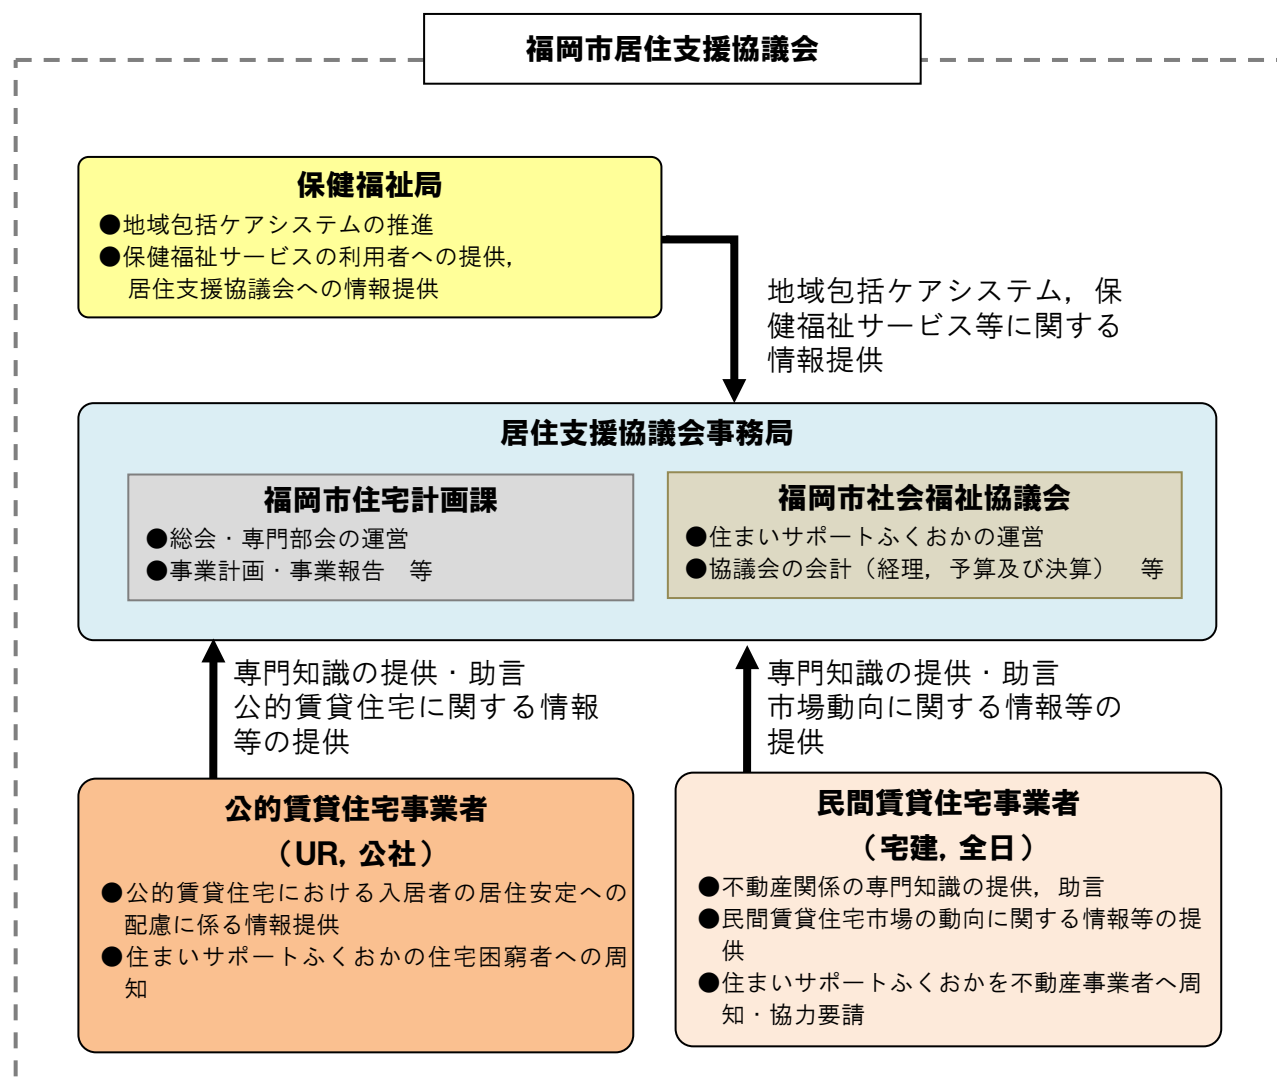 福岡市居住支援協議会
保健福祉局
●地域包括ケアシステムの推進
●保健福祉サービスの利用者への提供，
居住支援協議会への情報提供
地域包括ケアシステム，保
健福祉サービス等に関する
情報提供
居住支援協議会事務局
福岡市住宅計画課
●総会・専門部会の運営
●事業計画・事業報告　等
福岡市社会福祉協議会
●住まいサポートふくおかの運営
●協議会の会計（経理，予算及び決算）　等
専門知識の提供・助言
公的賃貸住宅に関する情報
等の提供
専門知識の提供・助言
市場動向に関する情報等の
提供
公的賃貸住宅事業者
（UR，公社）
●公的賃貸住宅における入居者の居住安定への
配慮に係る情報提供
●住まいサポートふくおかの住宅困窮者への周
知
民間賃貸住宅事業者
（宅建，全日）
●不動産関係の専門知識の提供，助言
●民間賃貸住宅市場の動向に関する情報等の提
供
●住まいサポートふくおかを不動産事業者へ周
知・協力要請